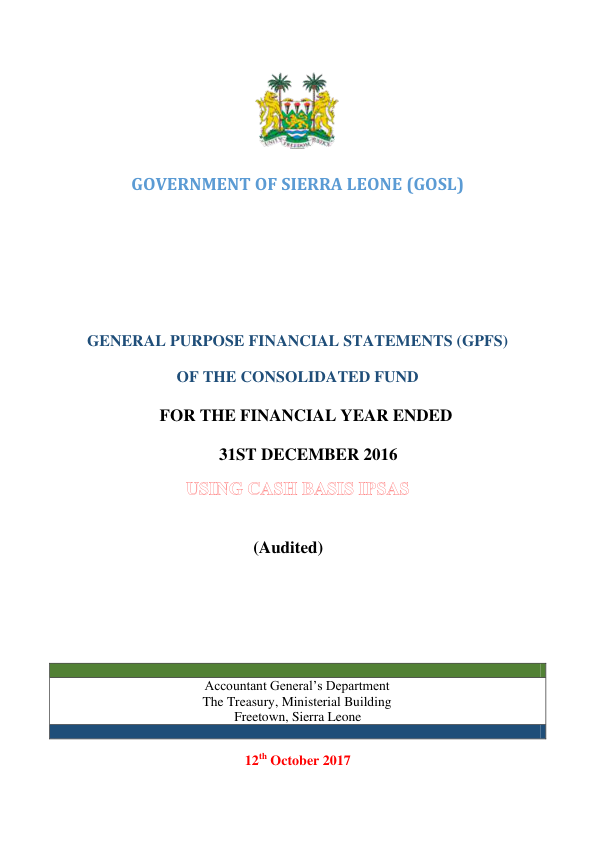 UNITY FREEDOM JUSTICE
GOVERNMENT OF SIERRA LEONE (GOSL)
GENERAL PURPOSE FINANCIAL STATEMENTS (GPFS)
OF THE CONSOLIDATED FUND
FOR THE FINANCIAL YEAR ENDED
31ST DECEMBER 2016
USING CASH BASIS IPSAS
(Audited)
Accountant General's Department
The Treasury, Ministerial Building
Freetown, Sierra Leone
12th October 2017